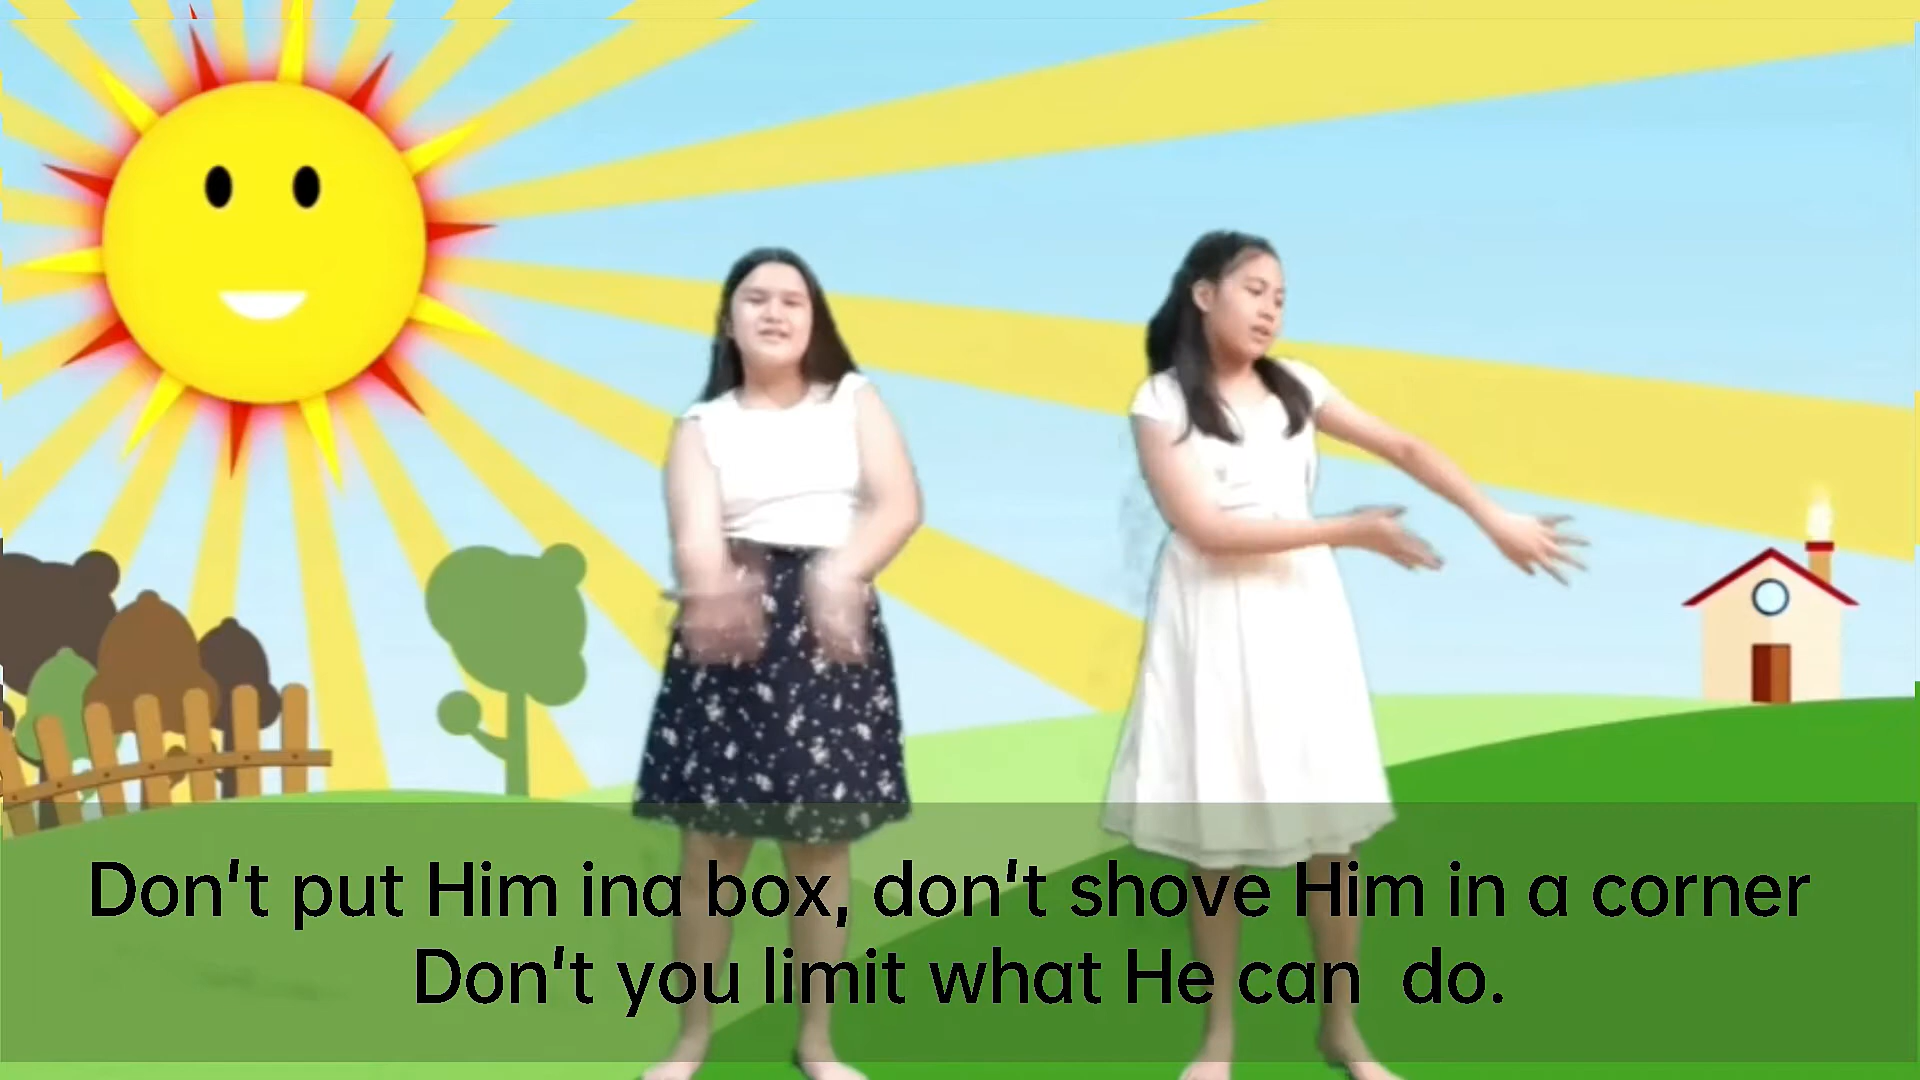 Don't put Him ina box, don't shove Him in a corner
Don't you limit what He can  do.